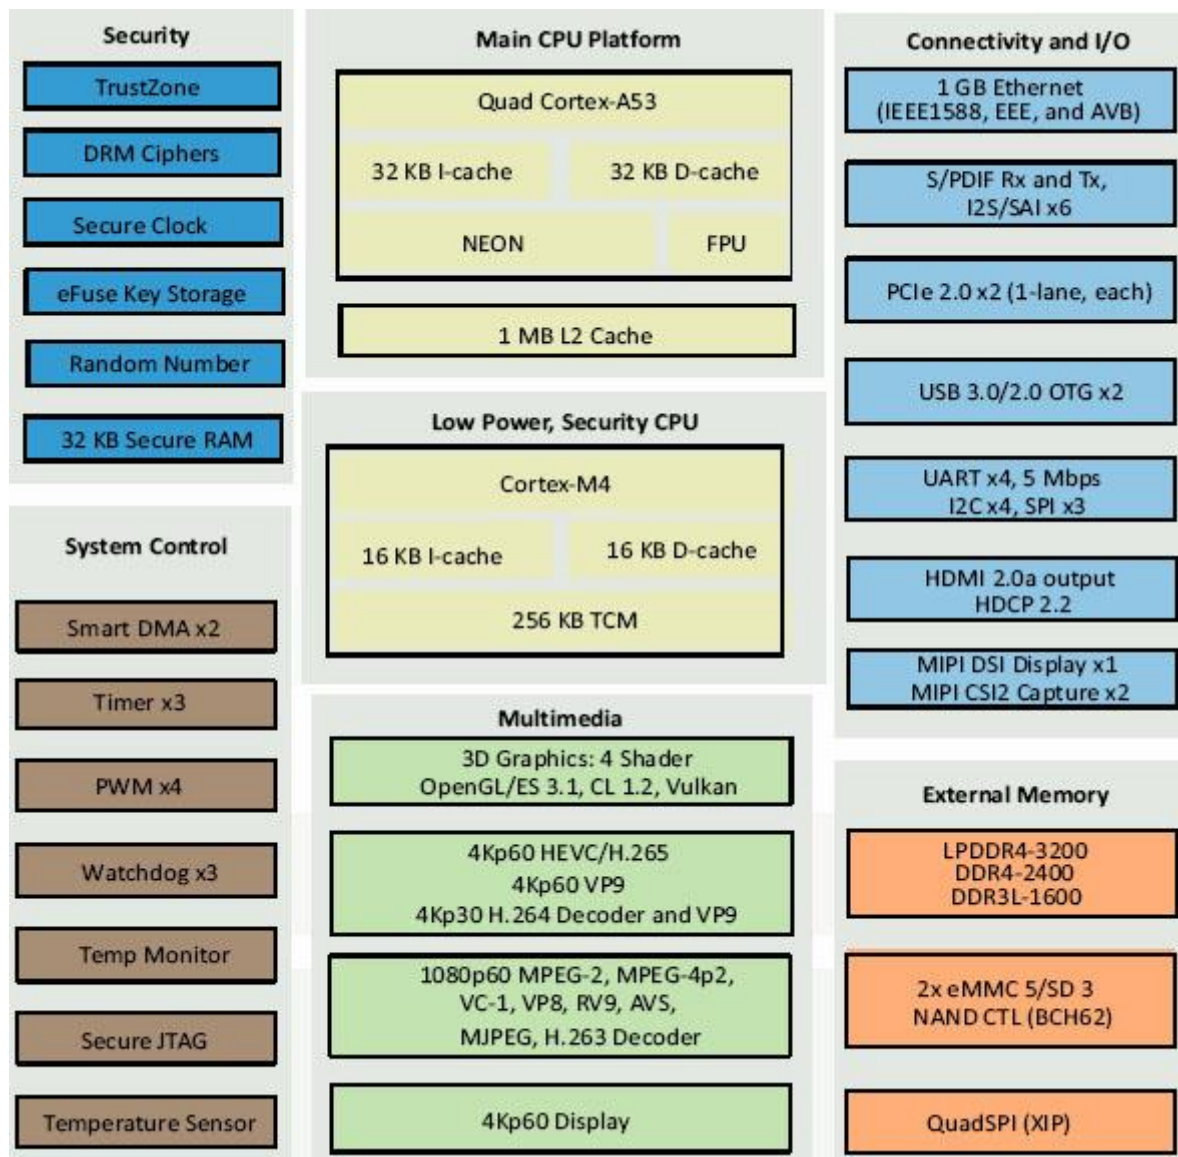 Security
TrustZone
DRM Ciphers
Secure Clock
eFuse Key Storage
Random Number
32 KB Secure RAM
System Control
Smart DMA x2
Timer x3
PWM x4
Watchdog x3
Temp Monitor
Secure JTAG
Temperature Sensor
Main CPU Platform
Quad Cortex-A53
32 KB I-cache
32 KB D-cache
NEON
FPU
1 MB L2 Cache
Low Power, Security CPU
Cortex-M4
16 KB I-cache
16 KB D-cache
256 KB TCM
Multimedia
3D Graphics: 4 Shader
OpenGL/ES 3.1, CL 1.2, Vulkan
4Kp60 HEVC/H.265
4Kp60 VP9
4Kp30 H.264 Decoder and VP9
1080p60 MPEG-2, MPEG-4p2,
VC-1, VP8, RV9, AVS,
MJPEG, H.263 Decoder
4Kp60 Display
Connectivity and I/O
1 GB Ethernet
(IEEE1588, EEE, and AVB)
S/PDIF Rx and Tx,
I2S/SAI x6
PCIe 2.0 x2 (1-lane, each)
USB 3.0/2.0 OTG x2
UART x4, 5 Mbps
I2C x4, SPI x3
HDMI 2.0a output
HDCP 2.2
MIPI DSI Display x1
MIPI CSI2 Capture x2
External Memory
LPDDR4-3200
DDR4-2400
DDR3L-1600
2x eMMC 5/SD 3
NAND CTL (BCH62)
QuadSPI (XIP)